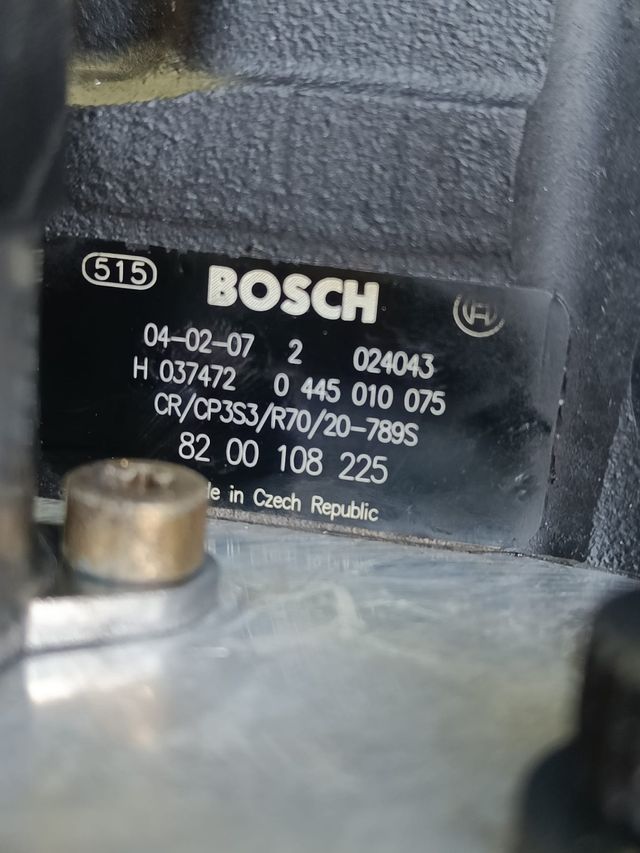 515 BOSCH
04-02-07 2 024043
H 037472 0 445 010 075
CR/CP3S3/R70/20-789S
82 00 108 225
in Czech Republic